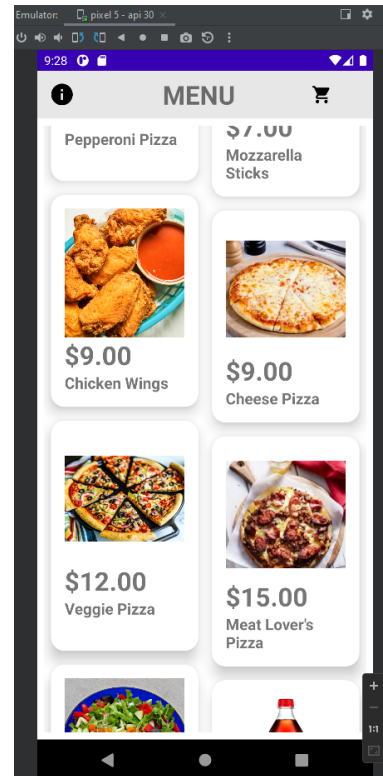 Emulator: pixel 5 - api 30
9:28
MENU
Pepperoni Pizza
$7.00
Mozzarella
Sticks
$9.00
Chicken Wings
$9.00
Cheese Pizza
$12.00
Veggie Pizza
$15.00
Meat Lover's
Pizza
1:1